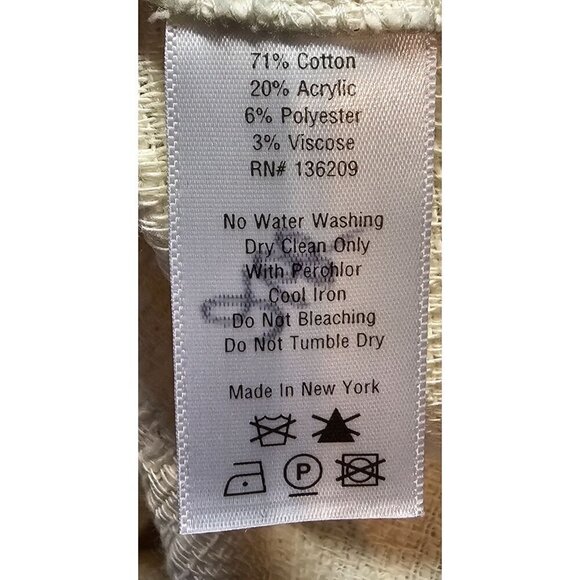 71% Cotton
20% Acrylic
6% Polyester
3% Viscose
RN# 136209
No Water Washing
Dry Clean Only
With Perchlor
Cool Iron
Do Not Bleaching
Do Not Tumble Dry
Made In New York
P